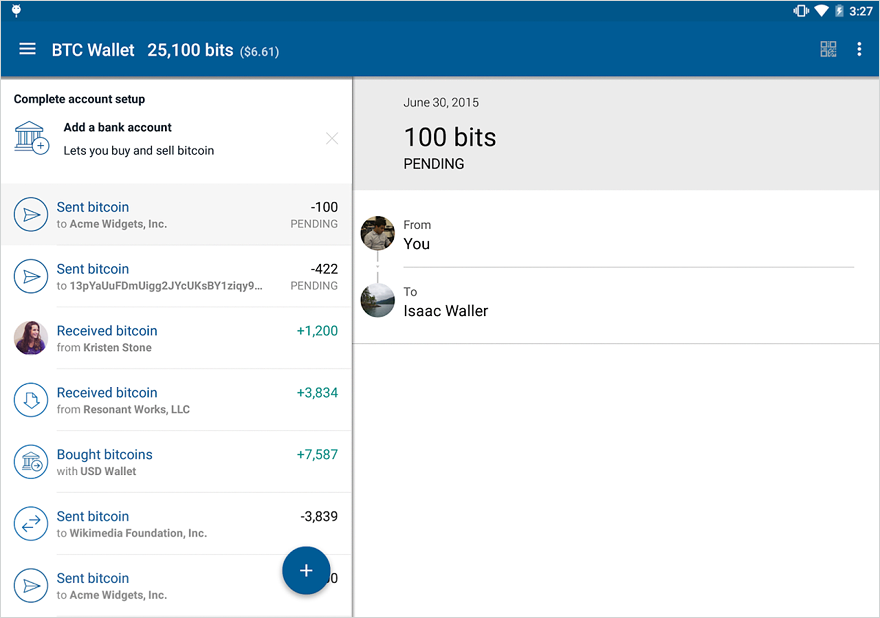 3:27
BTC Wallet 25,100 bits ($6.61)
Complete account setup
Add a bank account
Lets you buy and sell bitcoin
Sent bitcoin -100
to Acme Widgets, Inc. PENDING
Sent bitcoin -422
to 13pYaUuFDmUigg2JYcUKsBY1ziqy9... PENDING
Received bitcoin +1,200
from Kristen Stone
Received bitcoin +3,834
from Resonant Works, LLC
Bought bitcoins +7,587
with USD Wallet
Sent bitcoin -3,839
to Wikimedia Foundation, Inc.
Sent bitcoin
to Acme Widgets, Inc.
+
June 30, 2015
100 bits
PENDING
From
You
To
Isaac Waller